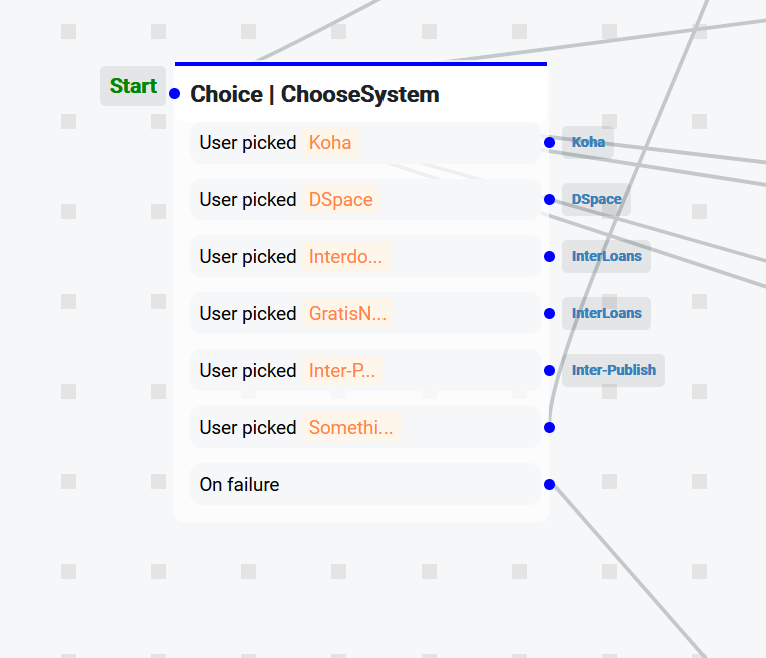 Start
Choice | ChooseSystem
User picked Koha
Koha
User picked DSpace
DSpace
User picked Interdo...
InterLoans
User picked GratisN...
InterLoans
User picked Inter-P...
Inter-Publish
User picked Somethi...
On failure